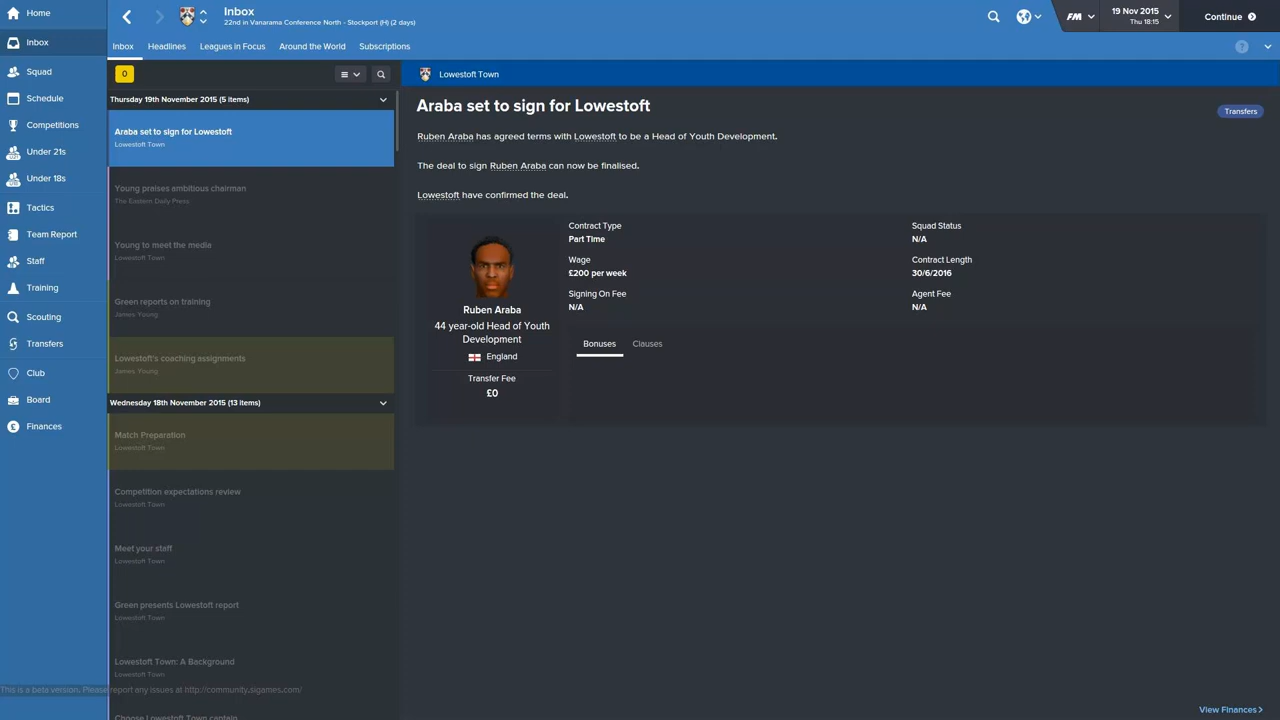 Home
Inbox
Squad
Schedule
Competitions
Under 21s
Under 18s
Tactics
Team Report
Staff
Training
Scouting
Transfers
Club
Board
Finances
Inbox
22nd in Vanarama Conference North - Stockport (H) (2 days)
FM
19 Nov 2015
Thu 18:15
Continue
Inbox
Headlines
Leagues in Focus
Around the World
Subscriptions
?
0
Thursday 19th November 2015 (5 items)
Araba set to sign for Lowestoft
Lowestoft Town
Young praises ambitious chairman
The Eastern Daily Press
Young to meet the media
Lowestoft Town
Green reports on training
James Young
Lowestoft's coaching assignments
James Young
Wednesday 18th November 2015 (13 items)
Match Preparation
Lowestoft Town
Competition expectations review
Lowestoft Town
Meet your staff
Lowestoft Town
Green presents Lowestoft report
Lowestoft Town
Lowestoft Town: A Background
Lowestoft Town
Choose Lowestoft Town captain
This is a beta version. Please report any issues at http://community.sigames.com/
Lowestoft Town
Araba set to sign for Lowestoft
Transfers
Ruben Araba has agreed terms with Lowestoft to be a Head of Youth Development.
The deal to sign Ruben Araba can now be finalised.
Lowestoft have confirmed the deal.
Ruben Araba
44 year-old Head of Youth
Development
England
Transfer Fee
£0
Contract Type
Part Time
Squad Status
N/A
Wage
£200 per week
Contract Length
30/6/2016
Signing On Fee
N/A
Agent Fee
N/A
Bonuses
Clauses
View Finances